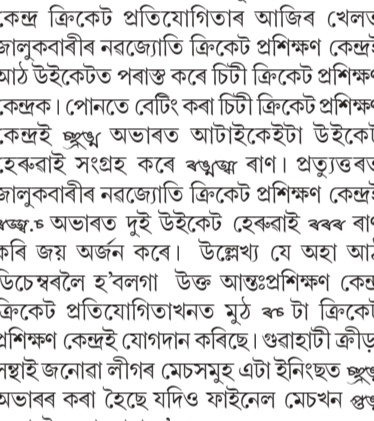 কেন্দ্ৰ ক্ৰিকেট প্ৰতিযোগিতাৰ আজিৰ খেলত
জালুকবাৰীৰ নৱজ্যোতি ক্ৰিকেট প্ৰশিক্ষণ কেন্দ্ৰই
আঠ উইকেটত পৰাস্ত কৰে চিটী ক্ৰিকেট প্ৰশিক্ষণ
কেন্দ্ৰক। পোনতে বেটিং কৰা চিটী ক্ৰিকেট প্ৰশিক্ষণ
কেন্দ্ৰই অভাৰত আটাইকেইটা উইকেট
হেৰুৱাই সংগ্ৰহ কৰে ৰাণ। প্ৰত্যুত্তৰত
জালুকবাৰীৰ নৱজ্যোতি ক্ৰিকেট প্ৰশিক্ষণ কেন্দ্ৰই
অভাৰত দুই উইকেট হেৰুৱাই ৰাণ
কৰি জয় অৰ্জন কৰে। উল্লেখ্য যে অহা আঠ
ডিচেম্বৰলৈ হ'বলগা উক্ত আন্তঃপ্ৰশিক্ষণ কেন্দ্ৰ
ক্ৰিকেট প্ৰতিযোগিতাখনত মুঠ টা ক্ৰিকেট
প্ৰশিক্ষণ কেন্দ্ৰই যোগদান কৰিছে। গুৱাহাটী ক্ৰীড়া
সন্থাই জনোৱা লীগৰ মেচসমুহ এটা ইনিংছত
অভাৰৰ কৰা হৈছে যদিও ফাইনেল মেচখন